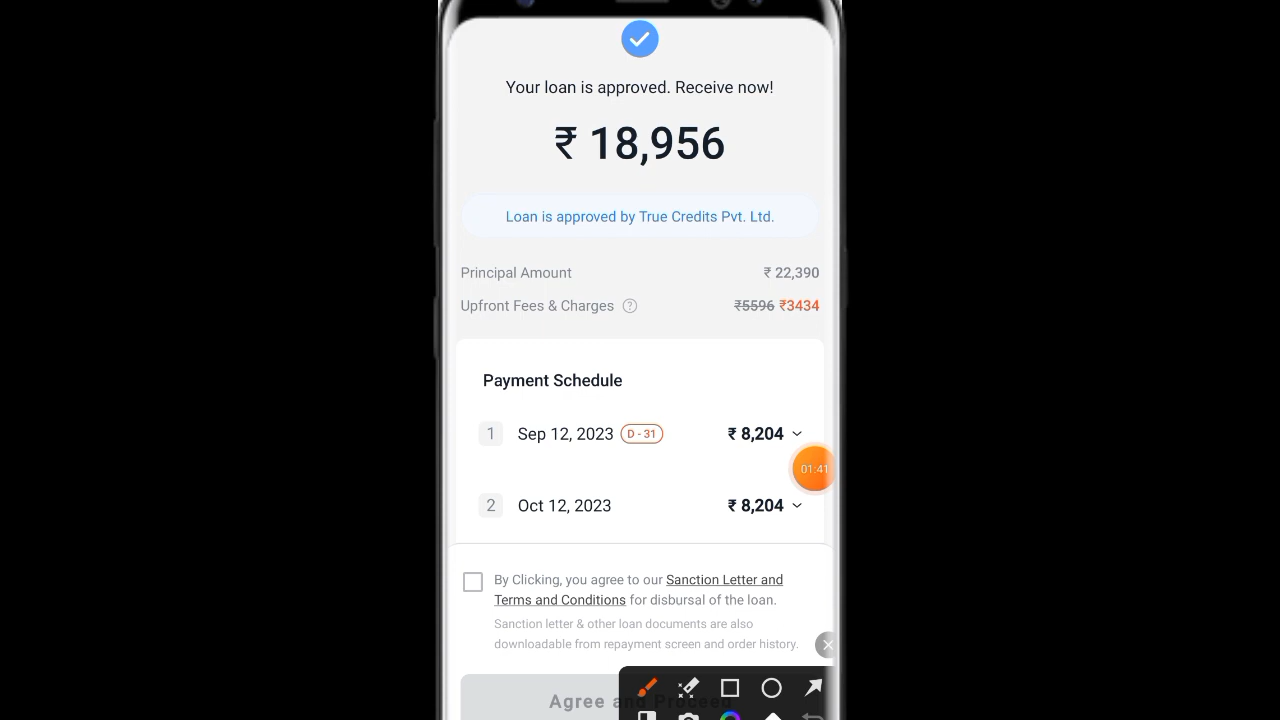 Your loan is approved. Receive now!
₹ 18,956
Loan is approved by True Credits Pvt. Ltd.
Principal Amount ₹ 22,390
Upfront Fees & Charges ? ₹5596 ₹3434
Payment Schedule
1 Sep 12, 2023 D - 31 ₹ 8,204
01:41
2 Oct 12, 2023 ₹ 8,204
By Clicking, you agree to our Sanction Letter and
Terms and Conditions for disbursal of the loan.
Sanction letter & other loan documents are also
downloadable from repayment screen and order history.
Agree and Proceed